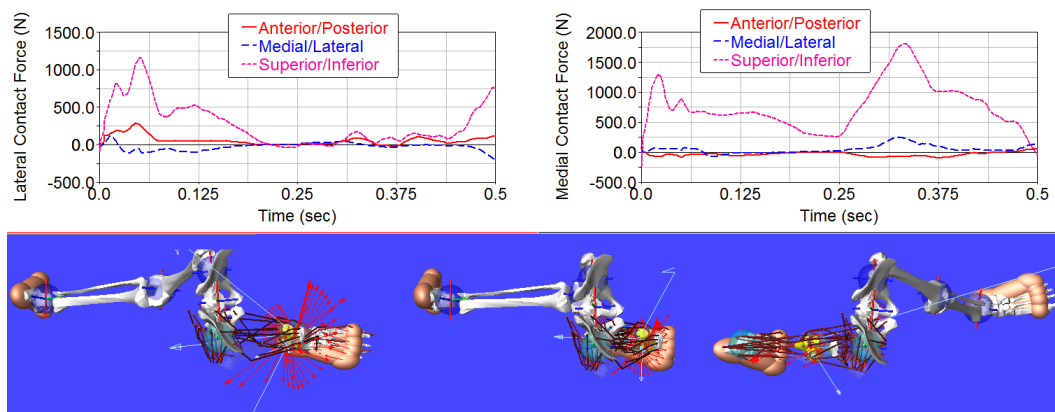 Lateral Contact Force (N)
1500.0
1000.0
500.0
0.0
-500.0
Anterior/Posterior
Medial/Lateral
Superior/Inferior
0.0 0.125 0.25 0.375 0.5
Time (sec)
Medial Contact Force (N)
2000.0
1500.0
1000.0
500.0
0.0
-500.0
Anterior/Posterior
Medial/Lateral
Superior/Inferior
0.0 0.125 0.25 0.375 0.5
Time (sec)